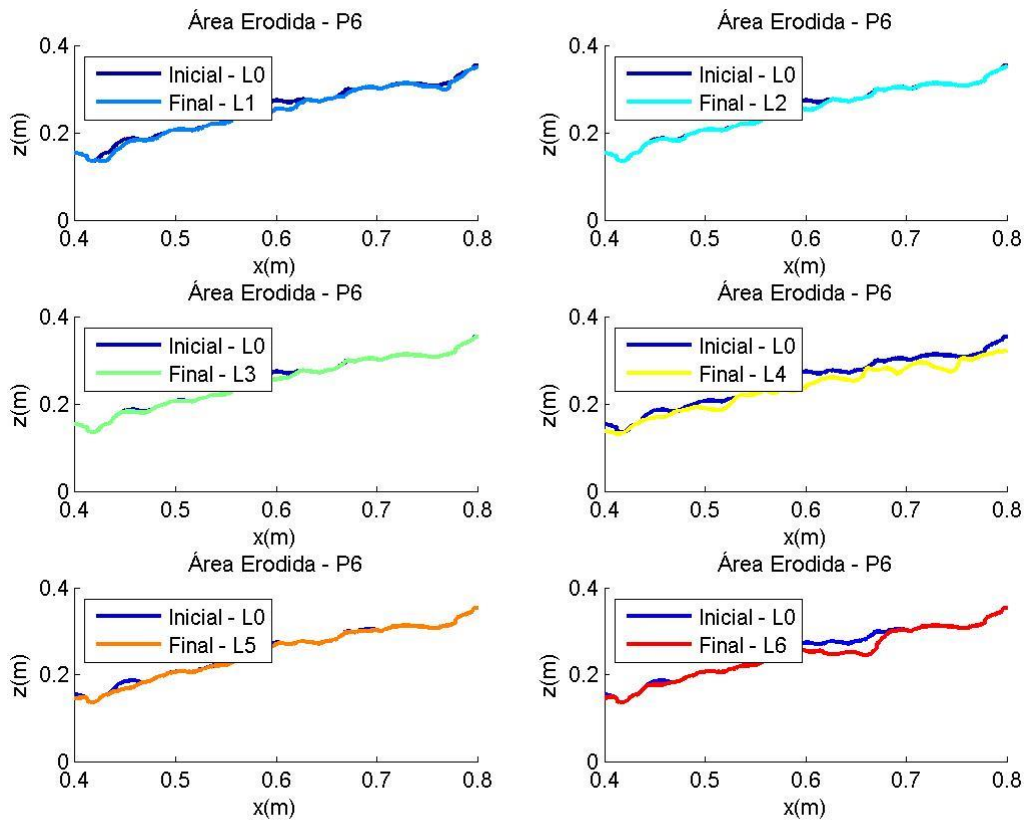 Área Erodida - P6
0.4
Inicial - L0
Final - L1
z(m)
0.2
0
0.4 0.5 0.6 0.7 0.8
x(m)
Área Erodida - P6
0.4
Inicial - L0
Final - L2
z(m)
0.2
0
0.4 0.5 0.6 0.7 0.8
x(m)
Área Erodida - P6
0.4
Inicial - L0
Final - L3
z(m)
0.2
0
0.4 0.5 0.6 0.7 0.8
x(m)
Área Erodida - P6
0.4
Inicial - L0
Final - L4
z(m)
0.2
0
0.4 0.5 0.6 0.7 0.8
x(m)
Área Erodida - P6
0.4
Inicial - L0
Final - L5
z(m)
0.2
0
0.4 0.5 0.6 0.7 0.8
x(m)
Área Erodida - P6
0.4
Inicial - L0
Final - L6
z(m)
0.2
0
0.4 0.5 0.6 0.7 0.8
x(m)